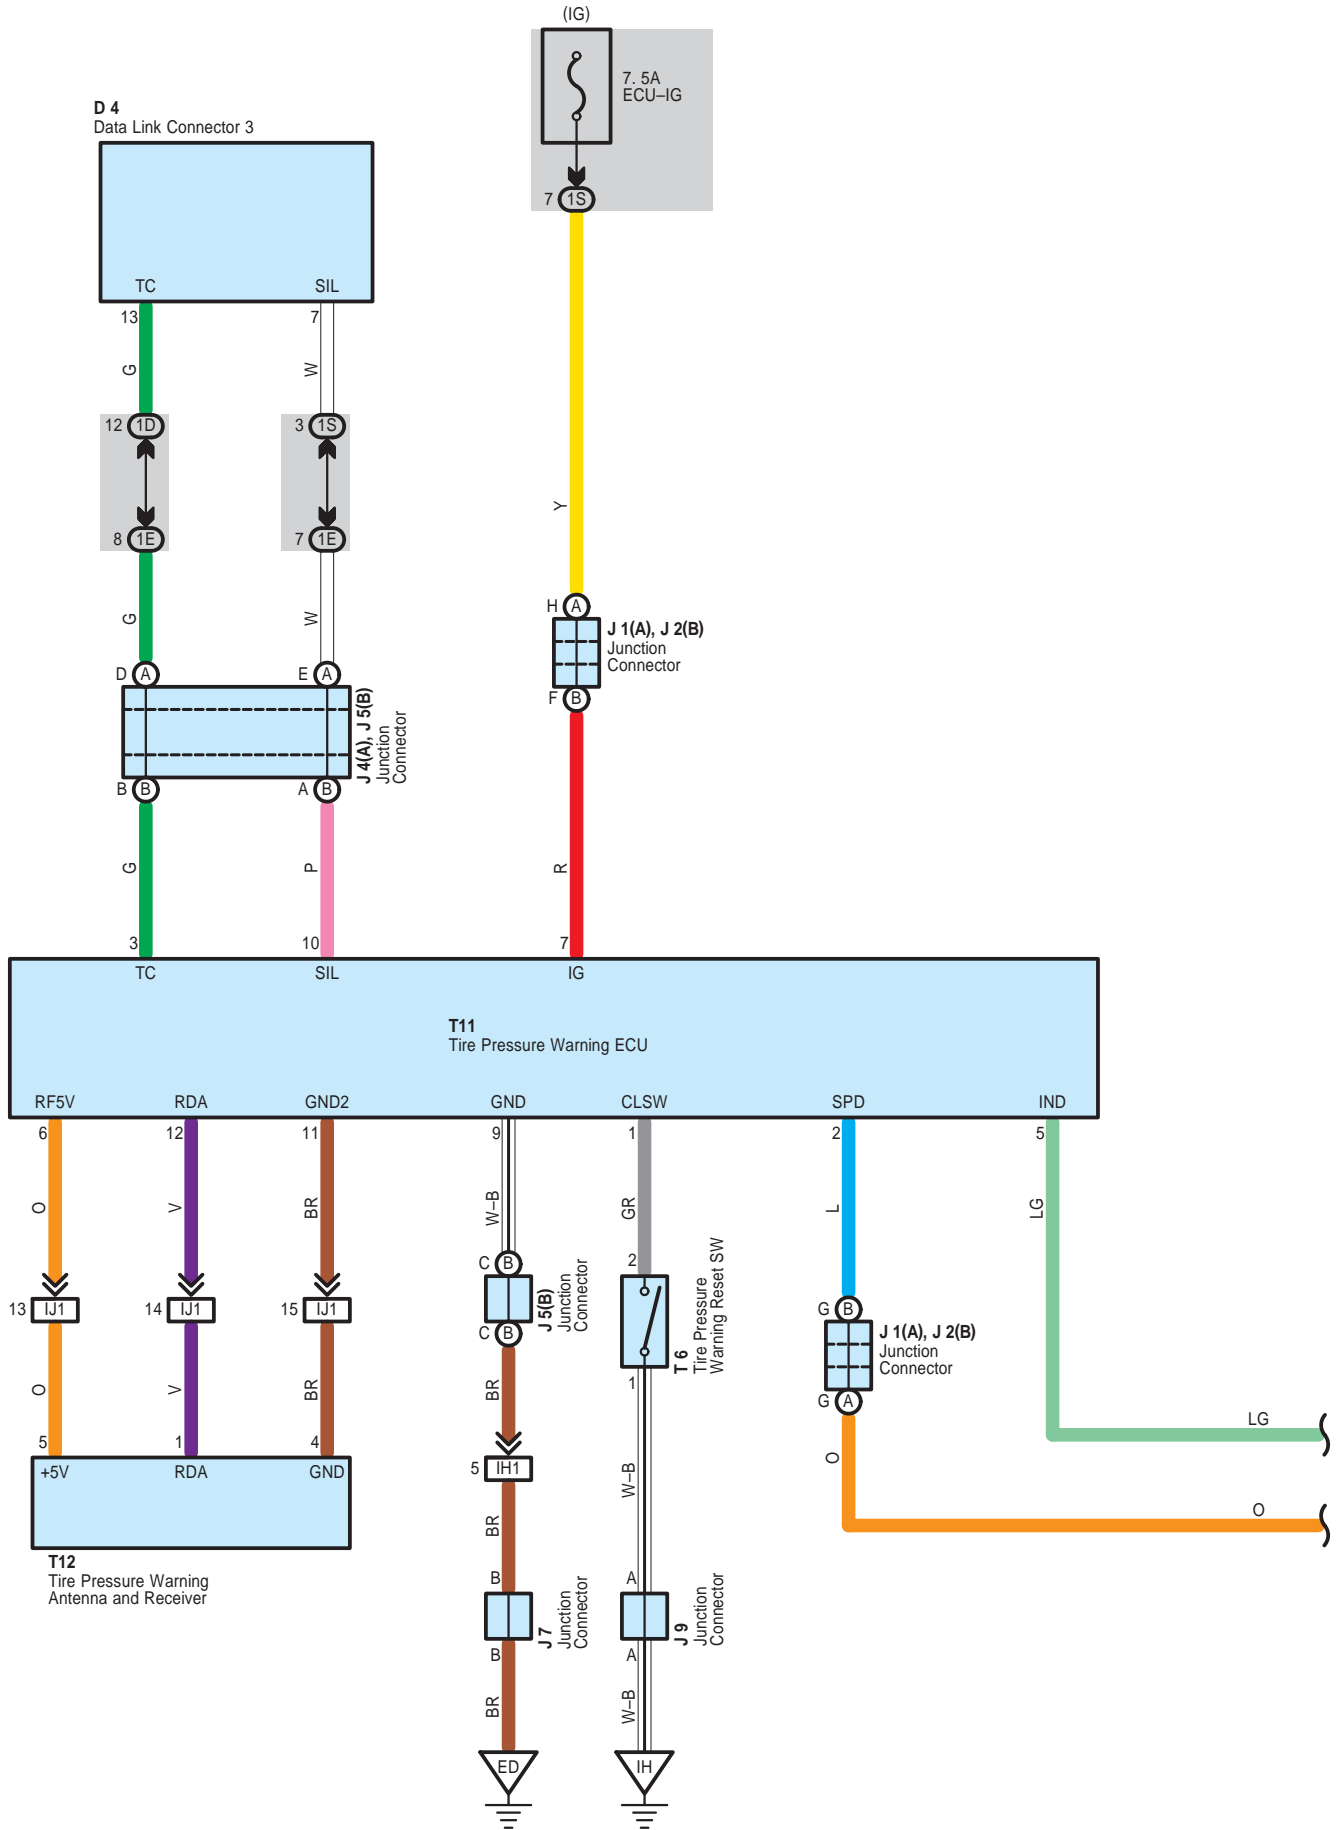 (IG)
7. 5A
ECU–IG
7 1S
D 4
Data Link Connector 3
TC SIL
13 7
G W
12 1D 3 1S
8 1E 7 1E
Y
G W
H A
J 1(A), J 2(B)
Junction
Connector
F B
D A E A
J 4(A), J 5(B)
Junction
Connector
B B A B
G P R
3 10 7
TC SIL IG
T11
Tire Pressure Warning ECU
RF5V RDA GND2 GND CLSW SPD IND
6 12 11 9 1 2 5
O V BR W–B GR L LG
C B
J 5(B)
Junction
Connector
C B
2
T 6
Tire Pressure
Warning Reset SW
1
13 IJ1 14 IJ1 15 IJ1
G B
J 1(A), J 2(B)
Junction
Connector
G A
O V BR BR
LG
5 1 4
+5V RDA GND
5 IH1
W–B
O
O
T12
Tire Pressure Warning
Antenna and Receiver
BR
B A
J 7
Junction
Connector
J 9
Junction
Connector
B A
BR W–B
ED IH